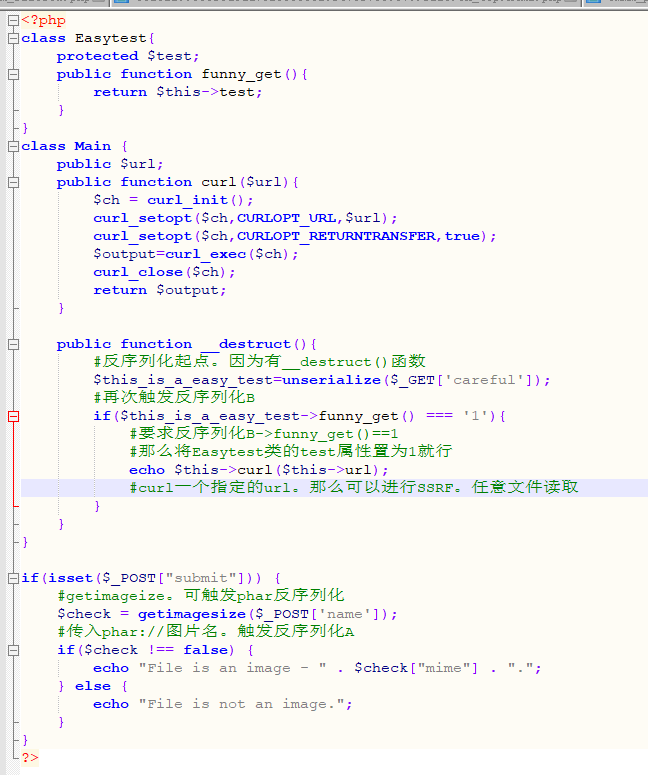 <?php
class Easytest{
    protected $test;
    public function funny_get(){
        return $this->test;
    }
}
class Main {
    public $url;
    public function curl($url){
        $ch = curl_init();
        curl_setopt($ch,CURLOPT_URL,$url);
        curl_setopt($ch,CURLOPT_RETURNTRANSFER,true);
        $output=curl_exec($ch);
        curl_close($ch);
        return $output;
    }

    public function __destruct(){
        #反序列化起点。因为有__destruct()函数
        $this_is_a_easy_test=unserialize($_GET['careful']);
        #再次触发反序列化B
        if($this_is_a_easy_test->funny_get() === '1'){
            #要求反序列化B->funny_get()==1
            #那么将Easytest类的test属性置为1就行
            echo $this->curl($this->url);
            #curl一个指定的url。那么可以进行SSRF。任意文件读取
        }
    }
}

if(isset($_POST["submit"])) {
    #getimageize。可触发phar反序列化
    $check = getimagesize($_POST['name']);
    #传入phar://图片名。触发反序列化A
    if($check !== false) {
        echo "File is an image - " . $check["mime"] . ".";
    } else {
        echo "File is not an image.";
    }
}
?>